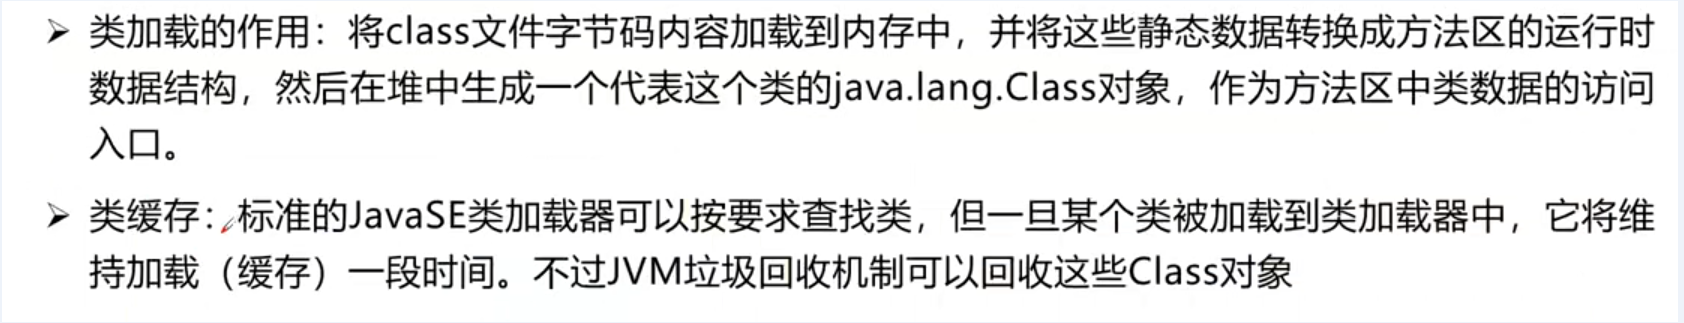 ➢ 类加载的作用：将class文件字节码内容加载到内存中，并将这些静态数据转换成方法区的运行时
数据结构，然后在堆中生成一个代表这个类的java.lang.Class对象，作为方法区中类数据的访问
入口。
➢ 类缓存：标准的JavaSE类加载器可以按要求查找类，但一旦某个类被加载到类加载器中，它将维
持加载（缓存）一段时间。不过JVM垃圾回收机制可以回收这些Class对象